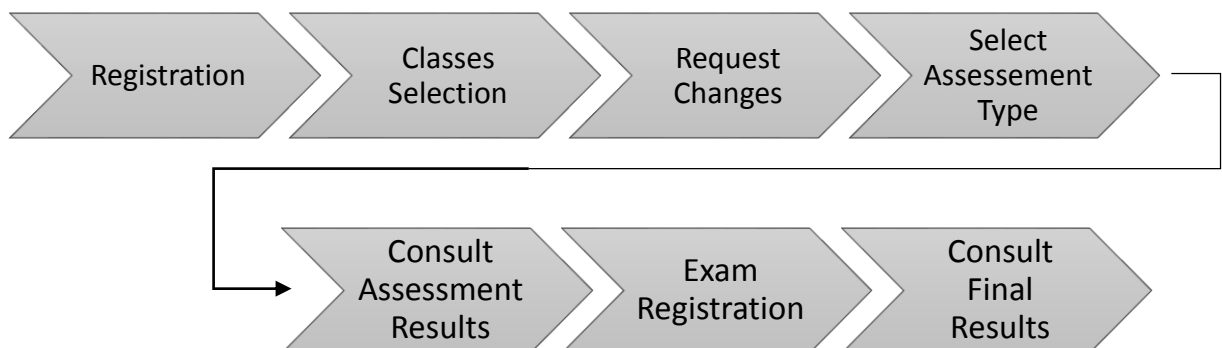 Registration
Classes
Selection
Request
Changes
Select
Assessement
Type
Consult
Assessment
Results
Exam
Registration
Consult
Final
Results